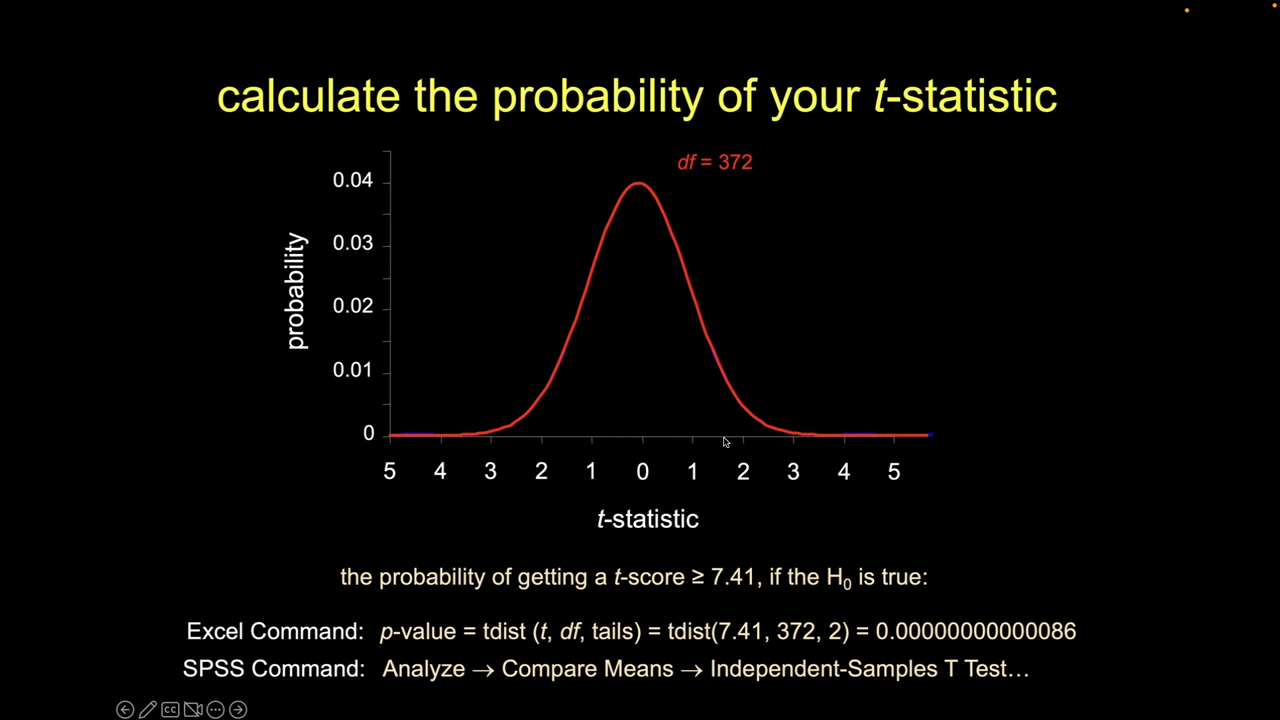 calculate the probability of your t-statistic
df = 372
0.04
0.03
0.02
0.01
0
probability
5 4 3 2 1 0 1 2 3 4 5
t-statistic
the probability of getting a t-score ≥ 7.41, if the H₀ is true:
Excel Command: p-value = tdist (t, df, tails) = tdist(7.41, 372, 2) = 0.00000000000086
SPSS Command: Analyze → Compare Means → Independent-Samples T Test…
CC